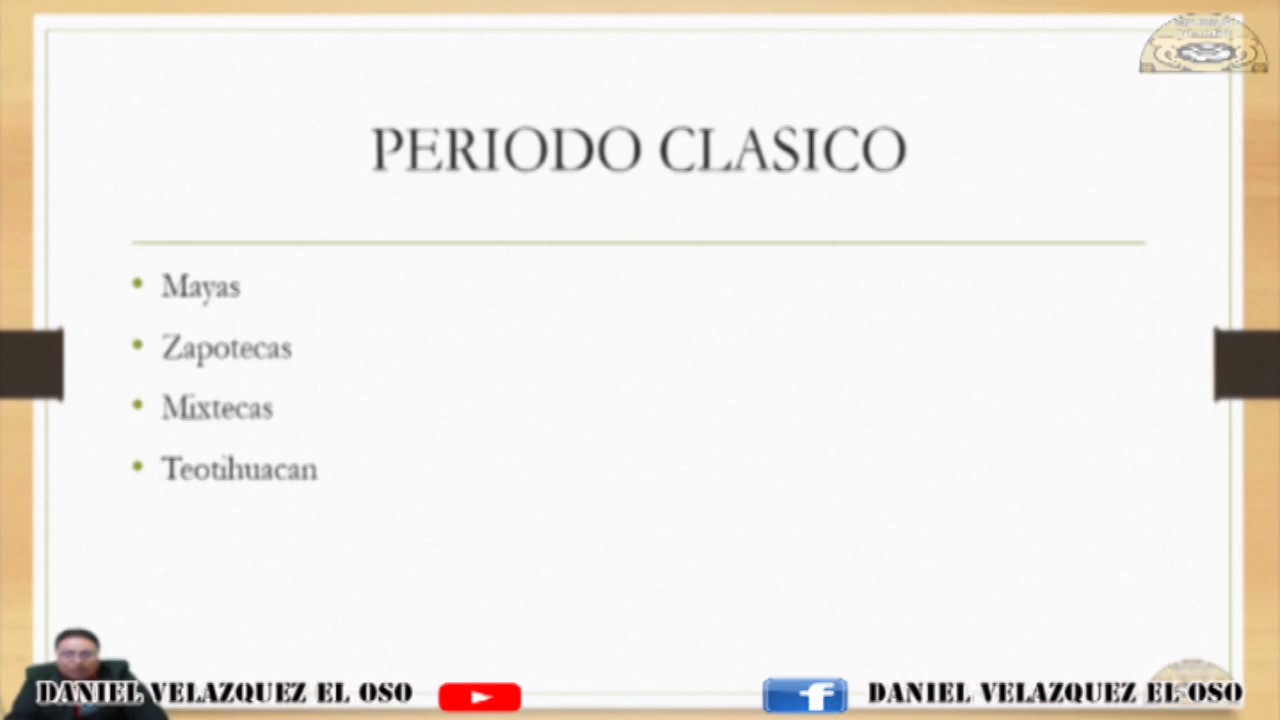 PERIODO CLASICO
• Mayas
• Zapotecas
• Mixtecas
• Teotihuacan
DANIEL VELAZQUEZ EL OSO
f DANIEL VELAZQUEZ EL OSO